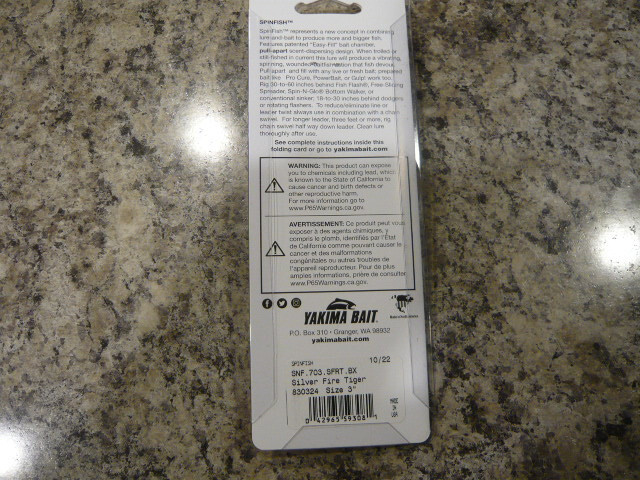 SPINFISH™
SpinFish™ represents a new concept in combining
lure-and-bait to produce more and bigger fish.
Features patented "Easy-Fill" bait chamber,
pull-apart scent-dispensing design. When trolled or
still fished in current this lure will produce a vibrating,
spinning, wounded baitfish action that fish devour.
Pull apart and fill with any live or fresh bait; prepared
bait like Pro Cure, PowerBait, or Gulp! work too.
Rig 30-to-60 inches behind Fish Flash®, Free-Sliding
Spreader, Spin-N-Glo® Bottom Walker, or
conventional sinker; 18-to-30 inches behind dodgers
or rotating flashers. To reduce/eliminate line or
leader twist always use in combination with a chain
swivel. For longer leader, three feet or more, rig
chain swivel half way down leader. Clean lure
thoroughly after use.
See complete instructions inside this
folding card or go to yakimabait.com
WARNING: This product can expose
you to chemicals including lead, which
is known to the State of California to
cause cancer and birth defects or
other reproductive harm.
For more information go to
www.P65Warnings.ca.gov.
AVERTISSEMENT: Ce produit peut vous
exposer à des agents chimiques, y
compris le plomb, identifiés par l'État
de Californie comme pouvant causer le
cancer et des malformations
congénitales ou autres troubles de
l'appareil reproducteur. Pour de plus
amples informations, prière de consulter
www.P65Warnings.ca.gov.
YAKIMA BAIT
P.O. Box 310 • Granger, WA 98932
yakimabait.com
SPINFISH 10/22
SNF.703.SFRT.BX
Silver Fire Tiger
830324 Size 3"
MADE
IN
USA
0 42965 59308 7